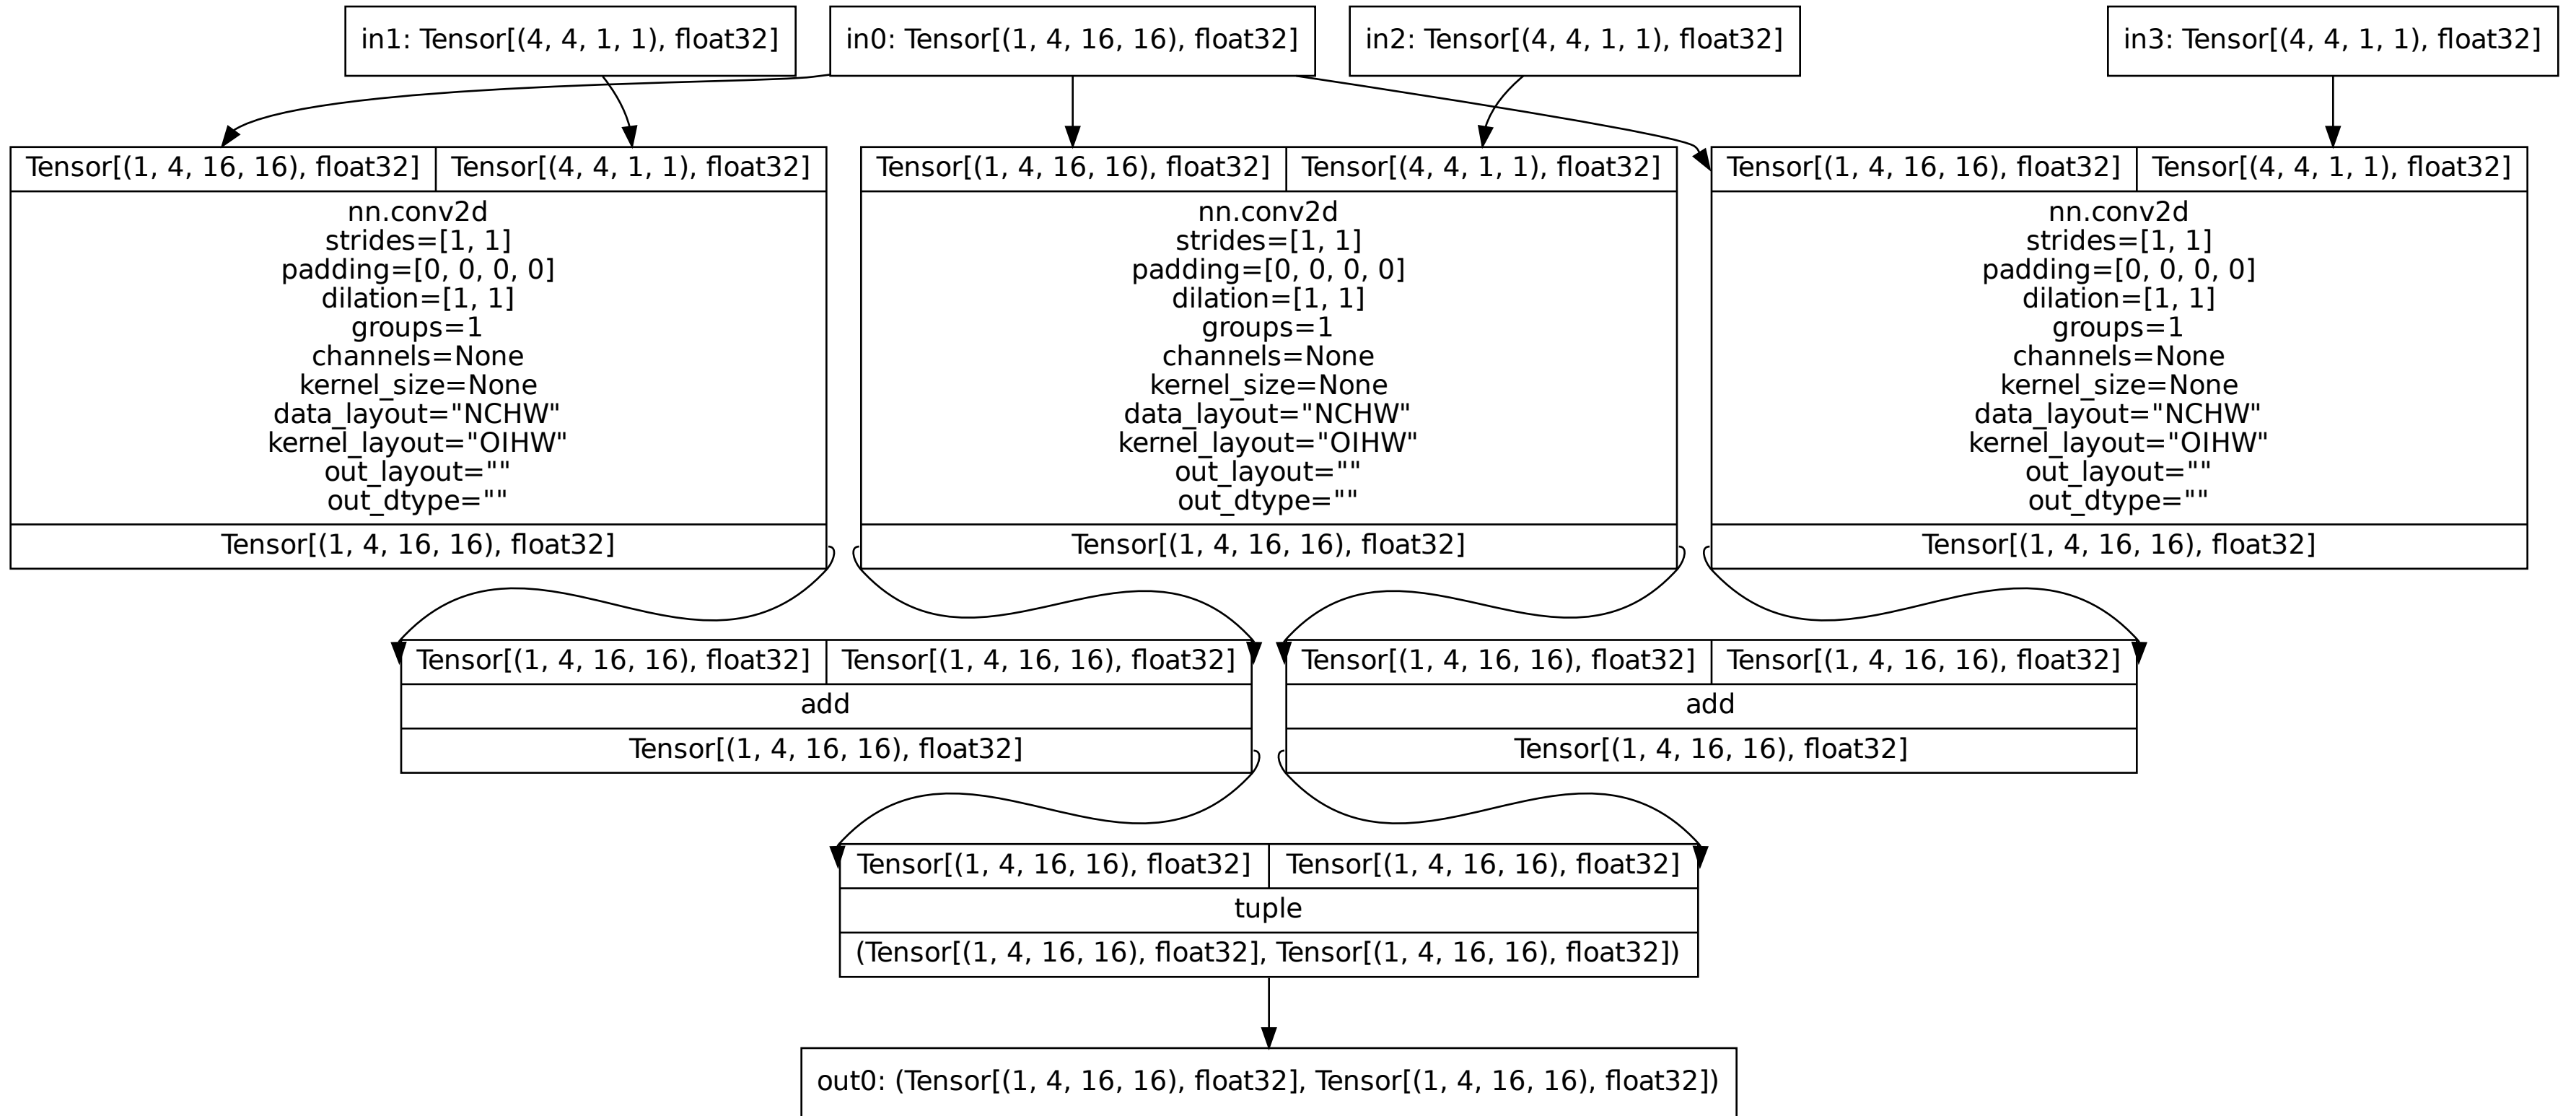 in1: Tensor[(4, 4, 1, 1), float32]
in0: Tensor[(1, 4, 16, 16), float32]
in2: Tensor[(4, 4, 1, 1), float32]
in3: Tensor[(4, 4, 1, 1), float32]
Tensor[(1, 4, 16, 16), float32]
Tensor[(4, 4, 1, 1), float32]
nn.conv2d
strides=[1, 1]
padding=[0, 0, 0, 0]
dilation=[1, 1]
groups=1
channels=None
kernel_size=None
data_layout="NCHW"
kernel_layout="OIHW"
out_layout=""
out_dtype=""
Tensor[(1, 4, 16, 16), float32]
Tensor[(1, 4, 16, 16), float32]
Tensor[(4, 4, 1, 1), float32]
nn.conv2d
strides=[1, 1]
padding=[0, 0, 0, 0]
dilation=[1, 1]
groups=1
channels=None
kernel_size=None
data_layout="NCHW"
kernel_layout="OIHW"
out_layout=""
out_dtype=""
Tensor[(1, 4, 16, 16), float32]
Tensor[(1, 4, 16, 16), float32]
Tensor[(4, 4, 1, 1), float32]
nn.conv2d
strides=[1, 1]
padding=[0, 0, 0, 0]
dilation=[1, 1]
groups=1
channels=None
kernel_size=None
data_layout="NCHW"
kernel_layout="OIHW"
out_layout=""
out_dtype=""
Tensor[(1, 4, 16, 16), float32]
Tensor[(1, 4, 16, 16), float32]
Tensor[(1, 4, 16, 16), float32]
add
Tensor[(1, 4, 16, 16), float32]
Tensor[(1, 4, 16, 16), float32]
Tensor[(1, 4, 16, 16), float32]
add
Tensor[(1, 4, 16, 16), float32]
Tensor[(1, 4, 16, 16), float32]
Tensor[(1, 4, 16, 16), float32]
tuple
(Tensor[(1, 4, 16, 16), float32], Tensor[(1, 4, 16, 16), float32])
out0: (Tensor[(1, 4, 16, 16), float32], Tensor[(1, 4, 16, 16), float32])